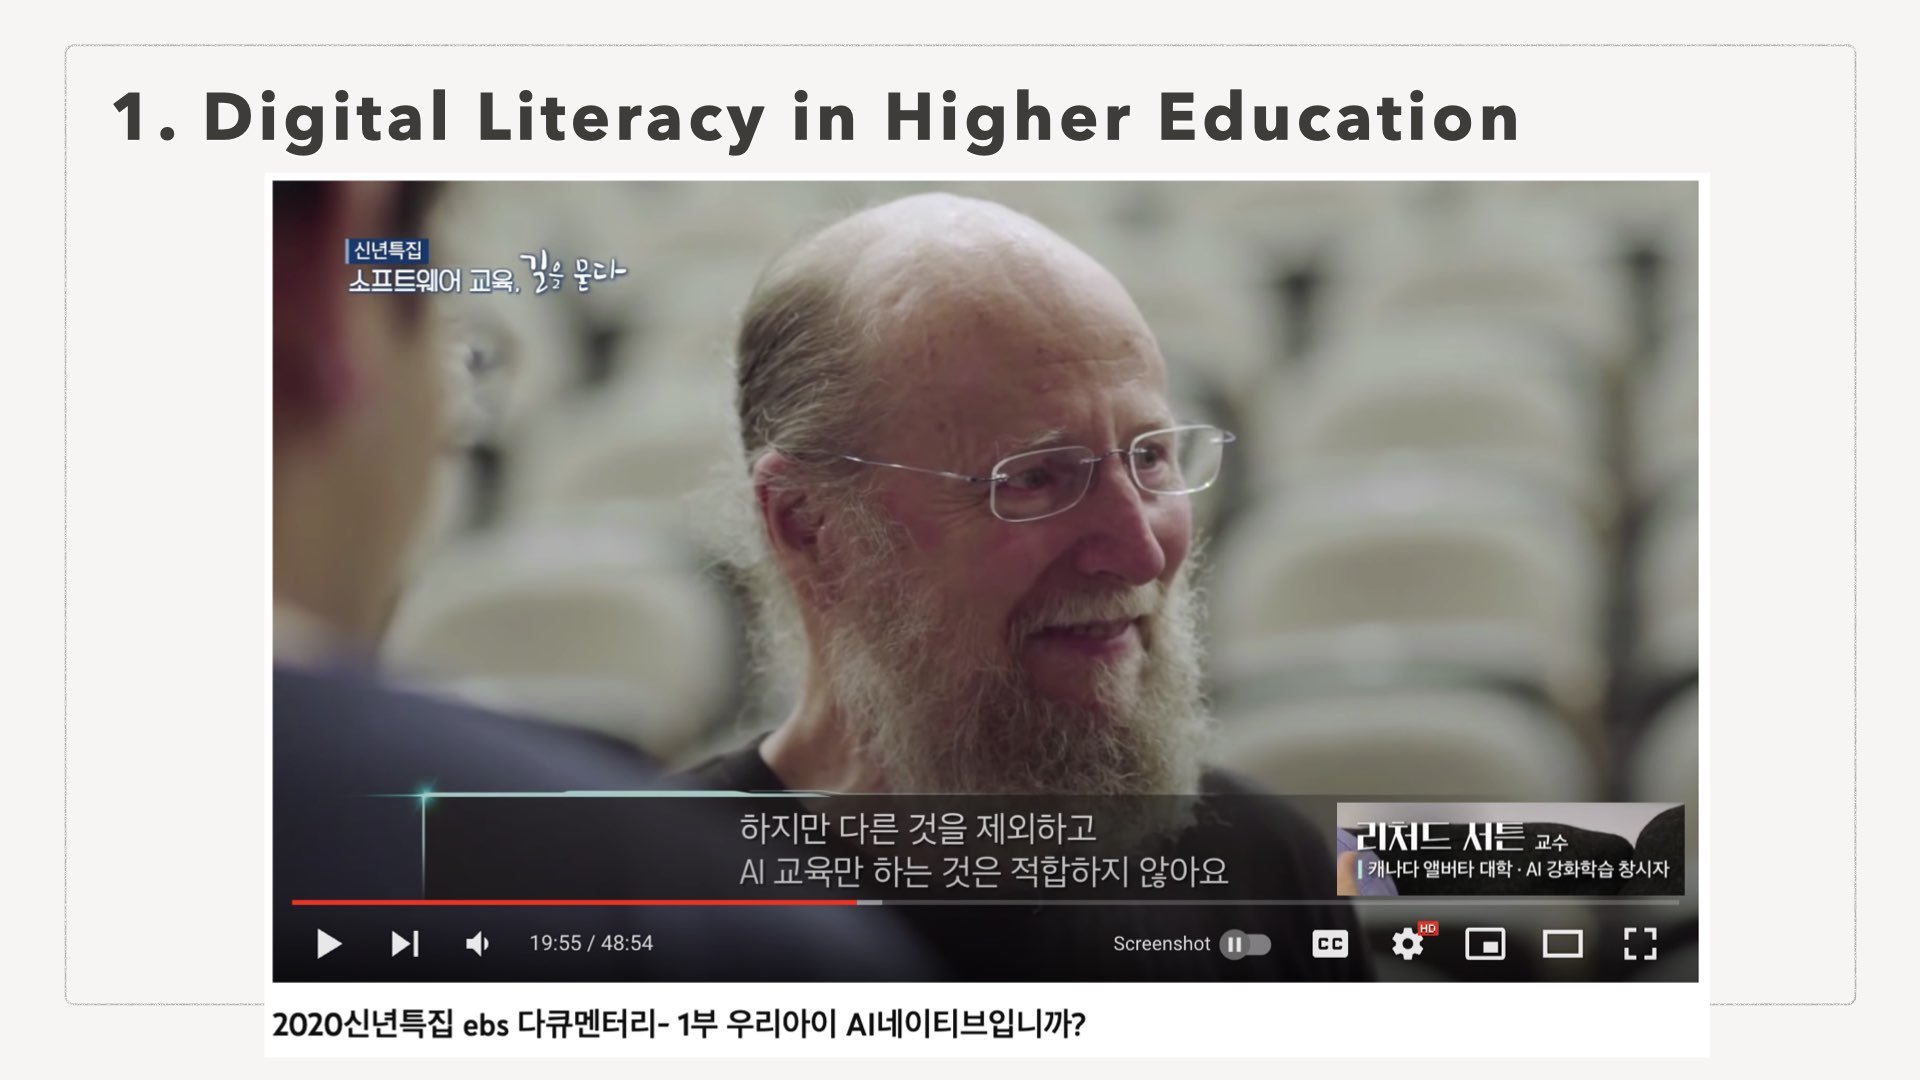 1. Digital Literacy in Higher Education
신년특집
소프트웨어 교육, 길을 묻다
하지만 다른 것을 제외하고
AI 교육만 하는 것은 적합하지 않아요
리처드 서튼 교수
캐나다 앨버타 대학 · AI 강화학습 창시자
19:55 / 48:54
Screenshot
CC
HD
2020신년특집 ebs 다큐멘터리- 1부 우리아이 AI네이티브입니까?